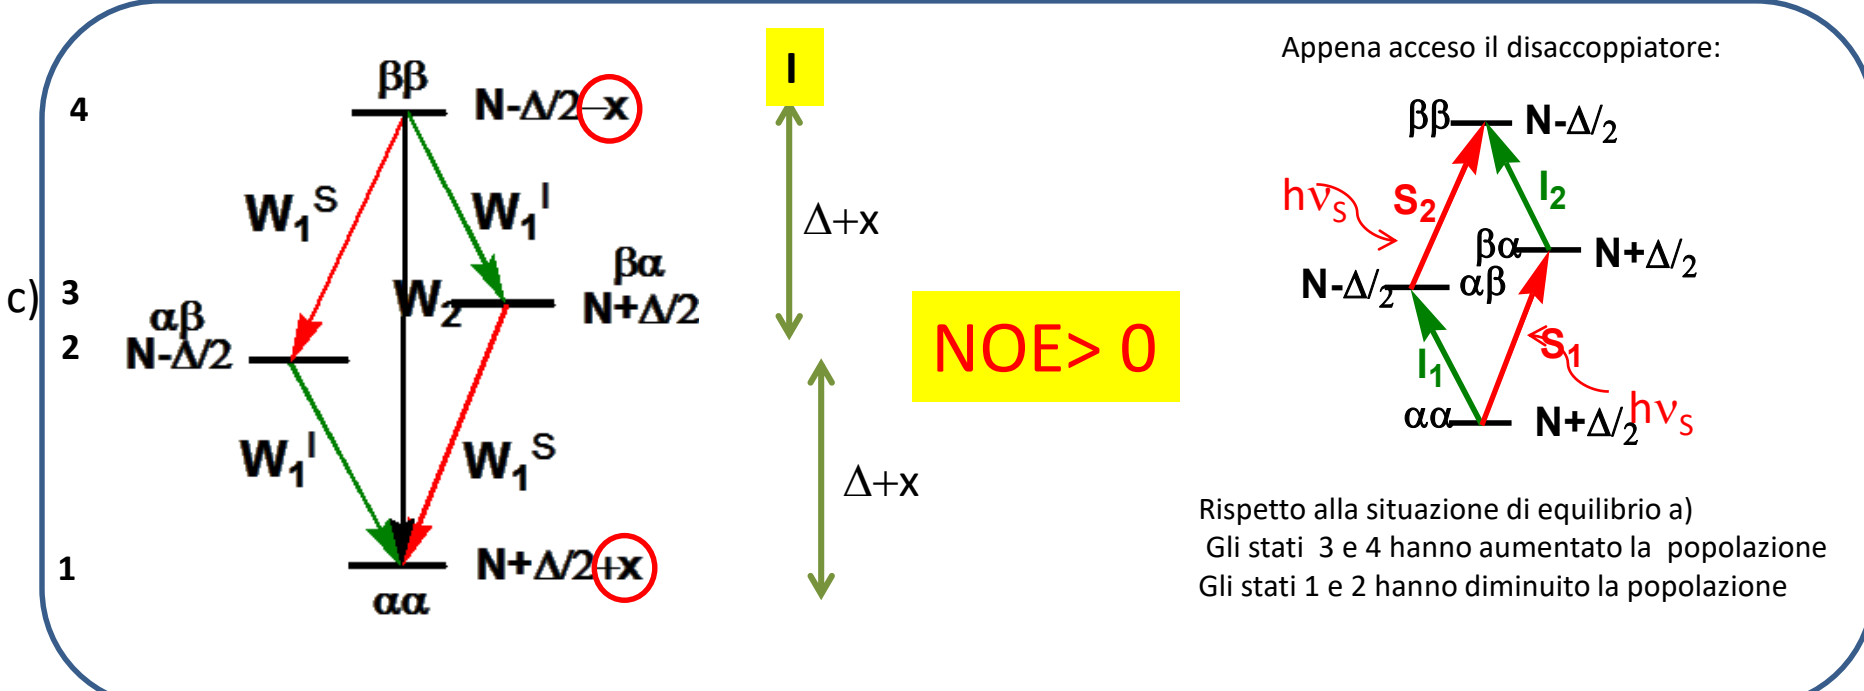 c)
4
ββ
N-Δ/2−x
W₁ˢ
W₁ᴵ
3
W₂
βα
N+Δ/2
αβ
2
N-Δ/2
W₁ᴵ
W₁ˢ
1
N+Δ/2+x
αα
I
Δ+x
Δ+x
NOE> 0
Appena acceso il disaccoppiatore:
ββ
N-Δ/2
hνS
S₂
I₂
βα
N+Δ/2
N-Δ/2
αβ
S₁
I₁
αα
N+Δ/2
hνS
Rispetto alla situazione di equilibrio a)
Gli stati 3 e 4 hanno aumentato la popolazione
Gli stati 1 e 2 hanno diminuito la popolazione